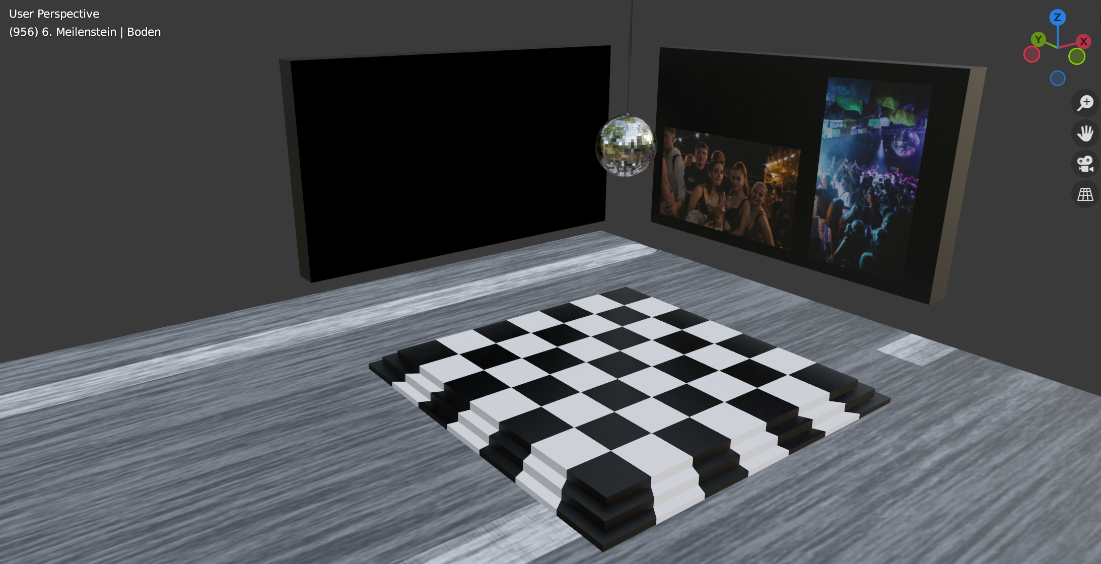 User Perspective
(956) 6. Meilenstein | Boden
Z
Y
X